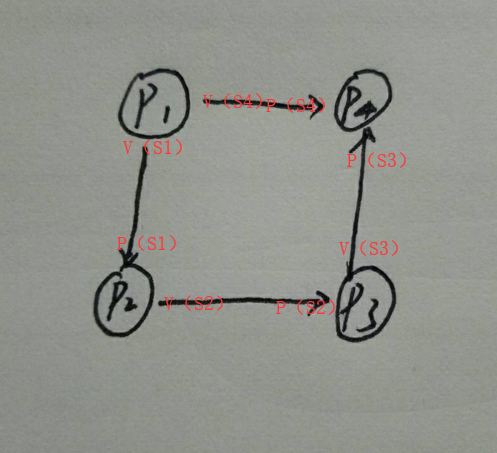 P1
V（S4）P（S4）
P4
V（S1）
P（S3）
P（S1）
V（S3）
P2
V（S2）
P（S2）
P3